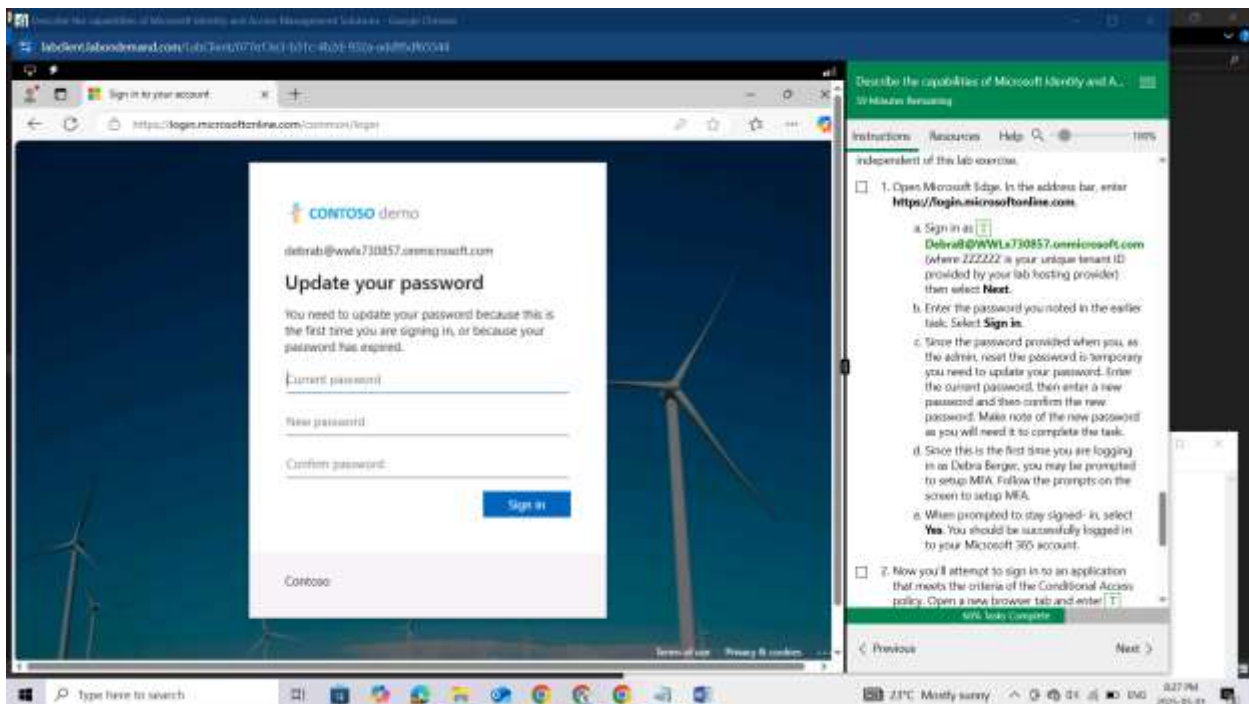 Describe the capabilities of Microsoft Identity and Access Management Solutions - Google Chrome
labclient.labondemand.com/LabClient/
Sign in to your account
https://login.microsoftonline.com/common/login
CONTOSO demo
debrab@wwlx730857.onmicrosoft.com
Update your password
You need to update your password because this is
the first time you are signing in, or because your
password has expired.
Current password
New password
Confirm password
Sign in
Contoso
Terms of use Privacy & cookies ...
Describe the capabilities of Microsoft Identity and A...
59 Minutes Remaining
Instructions Resources Help 100%
independent of this lab exercise.
1. Open Microsoft Edge. In the address bar, enter
https://login.microsoftonline.com.
a. Sign in as T
DebraB@WWLx730857.onmicrosoft.com
(where ZZZZZZ is your unique tenant ID
provided by your lab hosting provider)
then select Next.
b. Enter the password you noted in the earlier
task. Select Sign in.
c. Since the password provided when you, as
the admin, reset the password is temporary
you need to update your password. Enter
the current password, then enter a new
password and then confirm the new
password. Make note of the new password
as you will need it to complete the task.
d. Since this is the first time you are logging
in as Debra Berger, you may be prompted
to setup MFA. Follow the prompts on the
screen to setup MFA.
e. When prompted to stay signed- in, select
Yes. You should be successfully logged in
to your Microsoft 365 account.
2. Now you'll attempt to sign in to an application
that meets the criteria of the Conditional Access
policy. Open a new browser tab and enter T
60% Tasks Complete
< Previous Next >
Type here to search
23°C Mostly sunny ENG 8:27 PM